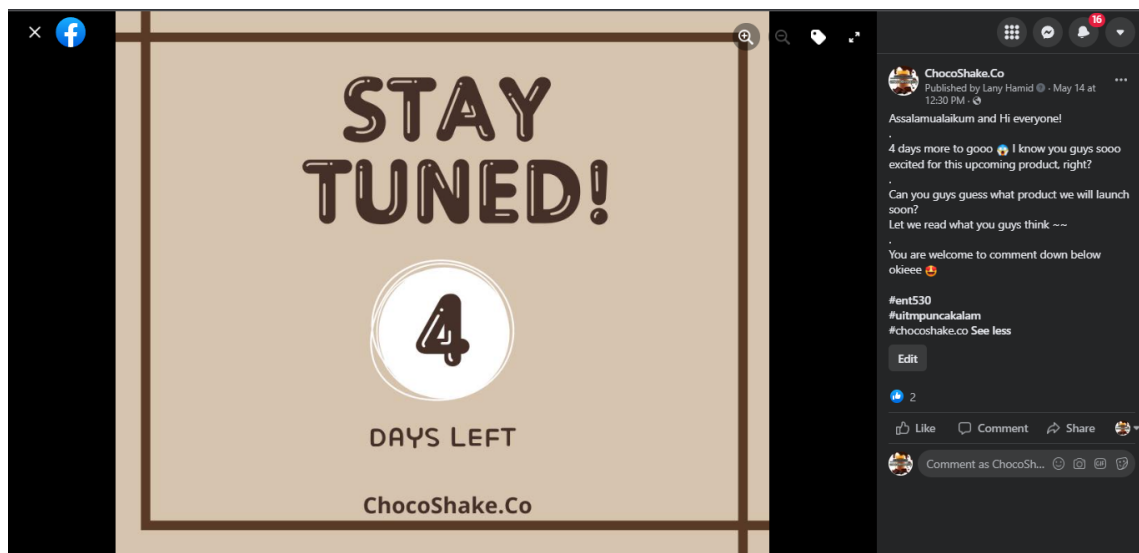 STAY
TUNED!
4
DAYS LEFT
ChocoShake.Co
16
ChocoShake.Co
Published by Lany Hamid · May 14 at
12:30 PM ·
Assalamualaikum and Hi everyone!
.
4 days more to gooo 😱 I know you guys sooo
excited for this upcoming product, right?
.
Can you guys guess what product we will launch
soon?
Let we read what you guys think ~~
.
You are welcome to comment down below
okieee 🤩
#ent530
#uitmpuncakalam
#chocoshake.co See less
Edit
2
Like Comment Share
Comment as ChocoSh...